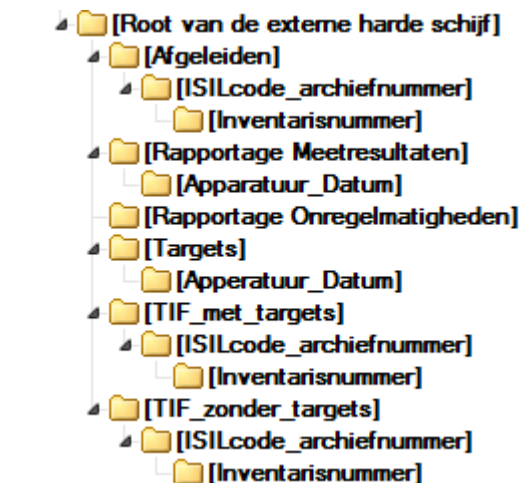 [Root van de externe harde schijf]
[Afgeleiden]
[ISILcode_archiefnummer]
[Inventarisnummer]
[Rapportage Meetresultaten]
[Apparatuur_Datum]
[Rapportage Onregelmatigheden]
[Targets]
[Apperatuur_Datum]
[TIF_met_targets]
[ISILcode_archiefnummer]
[Inventarisnummer]
[TIF_zonder_targets]
[ISILcode_archiefnummer]
[Inventarisnummer]